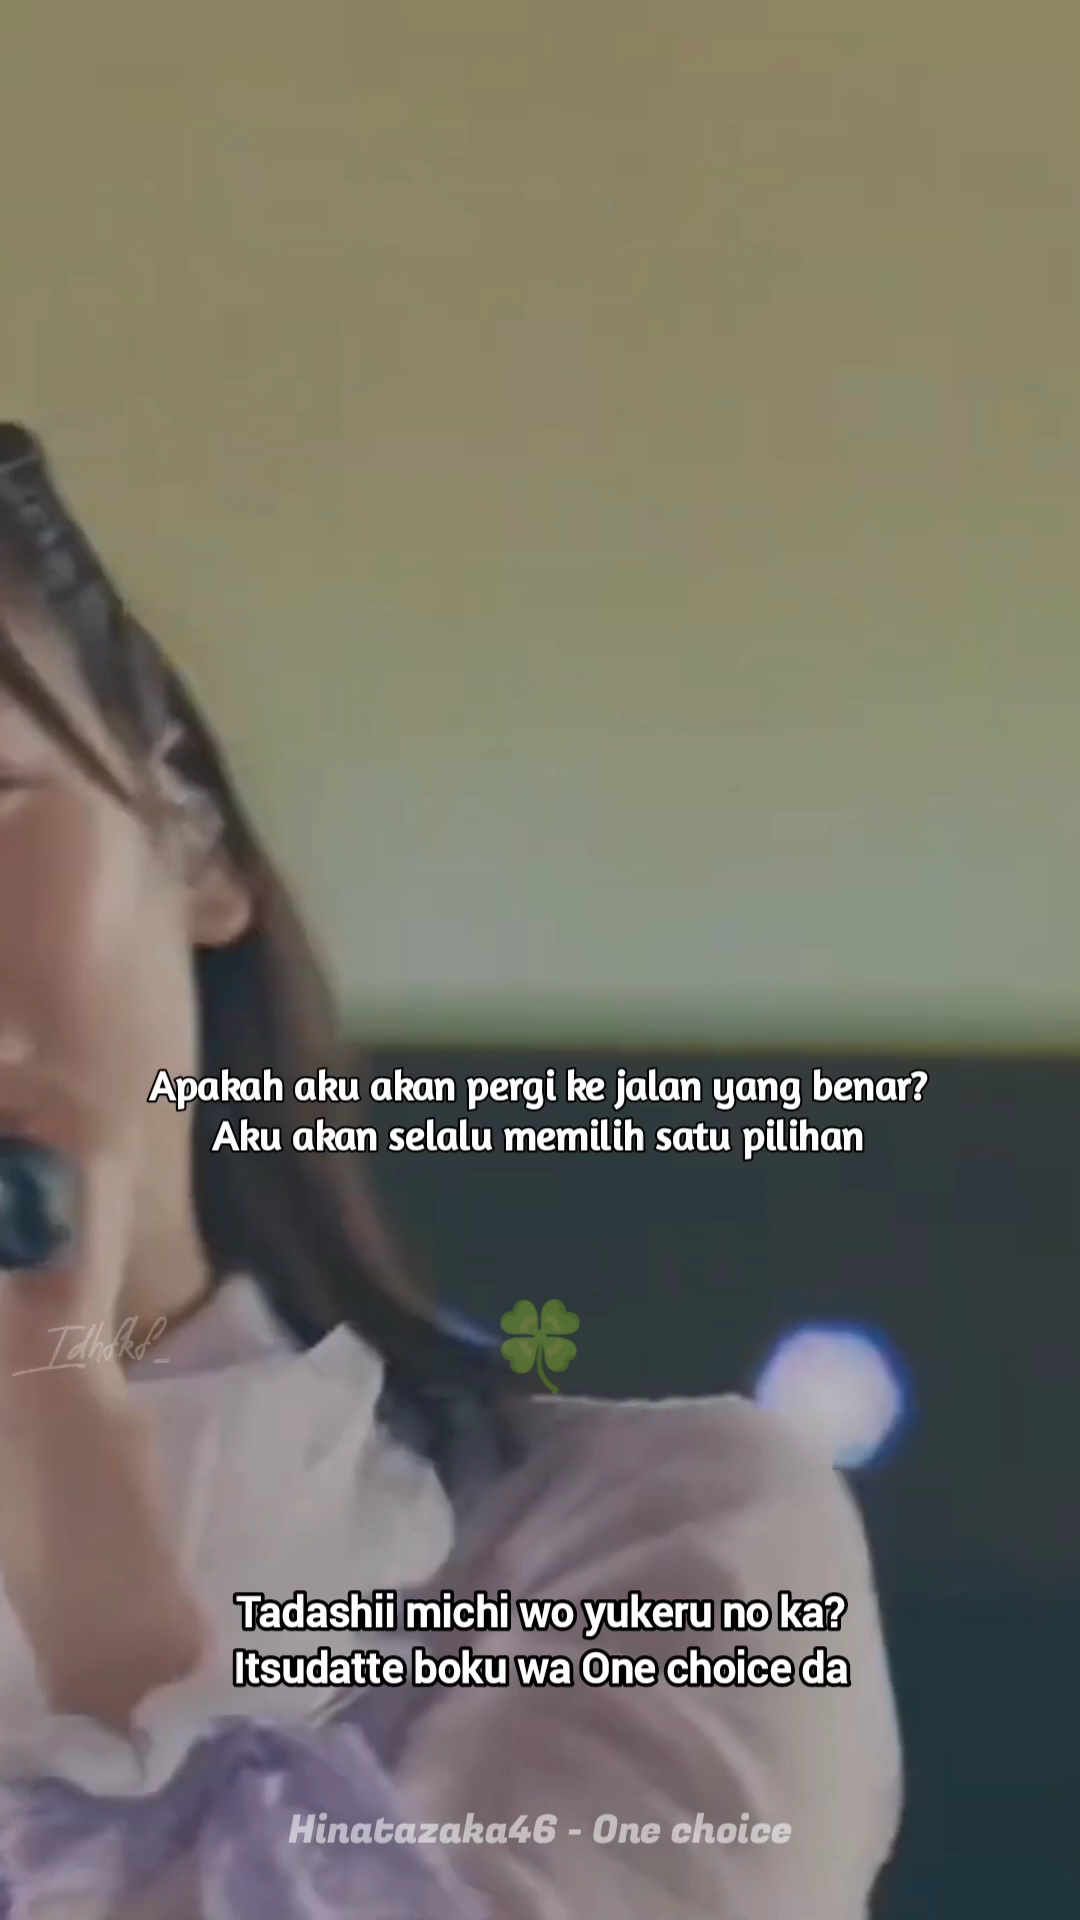 Apakah aku akan pergi ke jalan yang benar?
Aku akan selalu memilih satu pilihan
Idhfkf_
Tadashii michi wo yukeru no ka?
Itsudatte boku wa One choice da
Hinatazaka46 - One choice